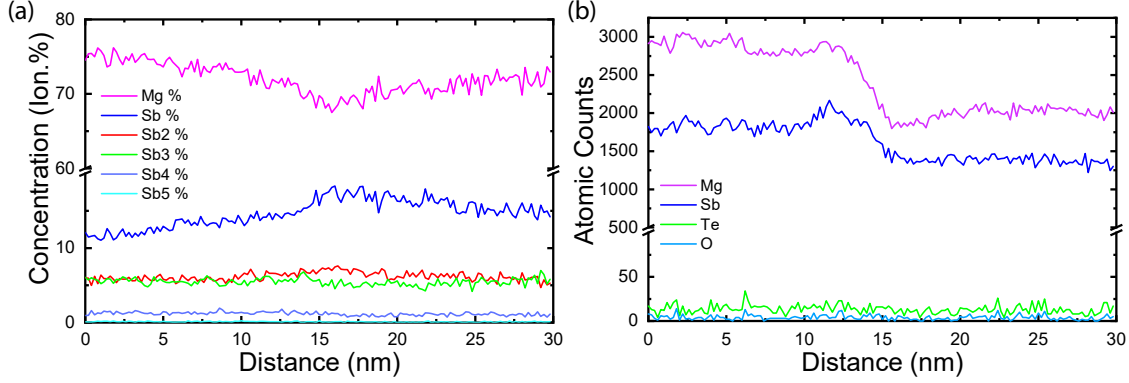 (a)
80
70
60
10
0
Concentration (Ion.%)
Mg %
Sb %
Sb2 %
Sb3 %
Sb4 %
Sb5 %
0 5 10 15 20 25 30
Distance (nm)
(b)
3000
2500
2000
1500
1000
500
50
25
0
Atomic Counts
Mg
Sb
Te
O
0 5 10 15 20 25 30
Distance (nm)